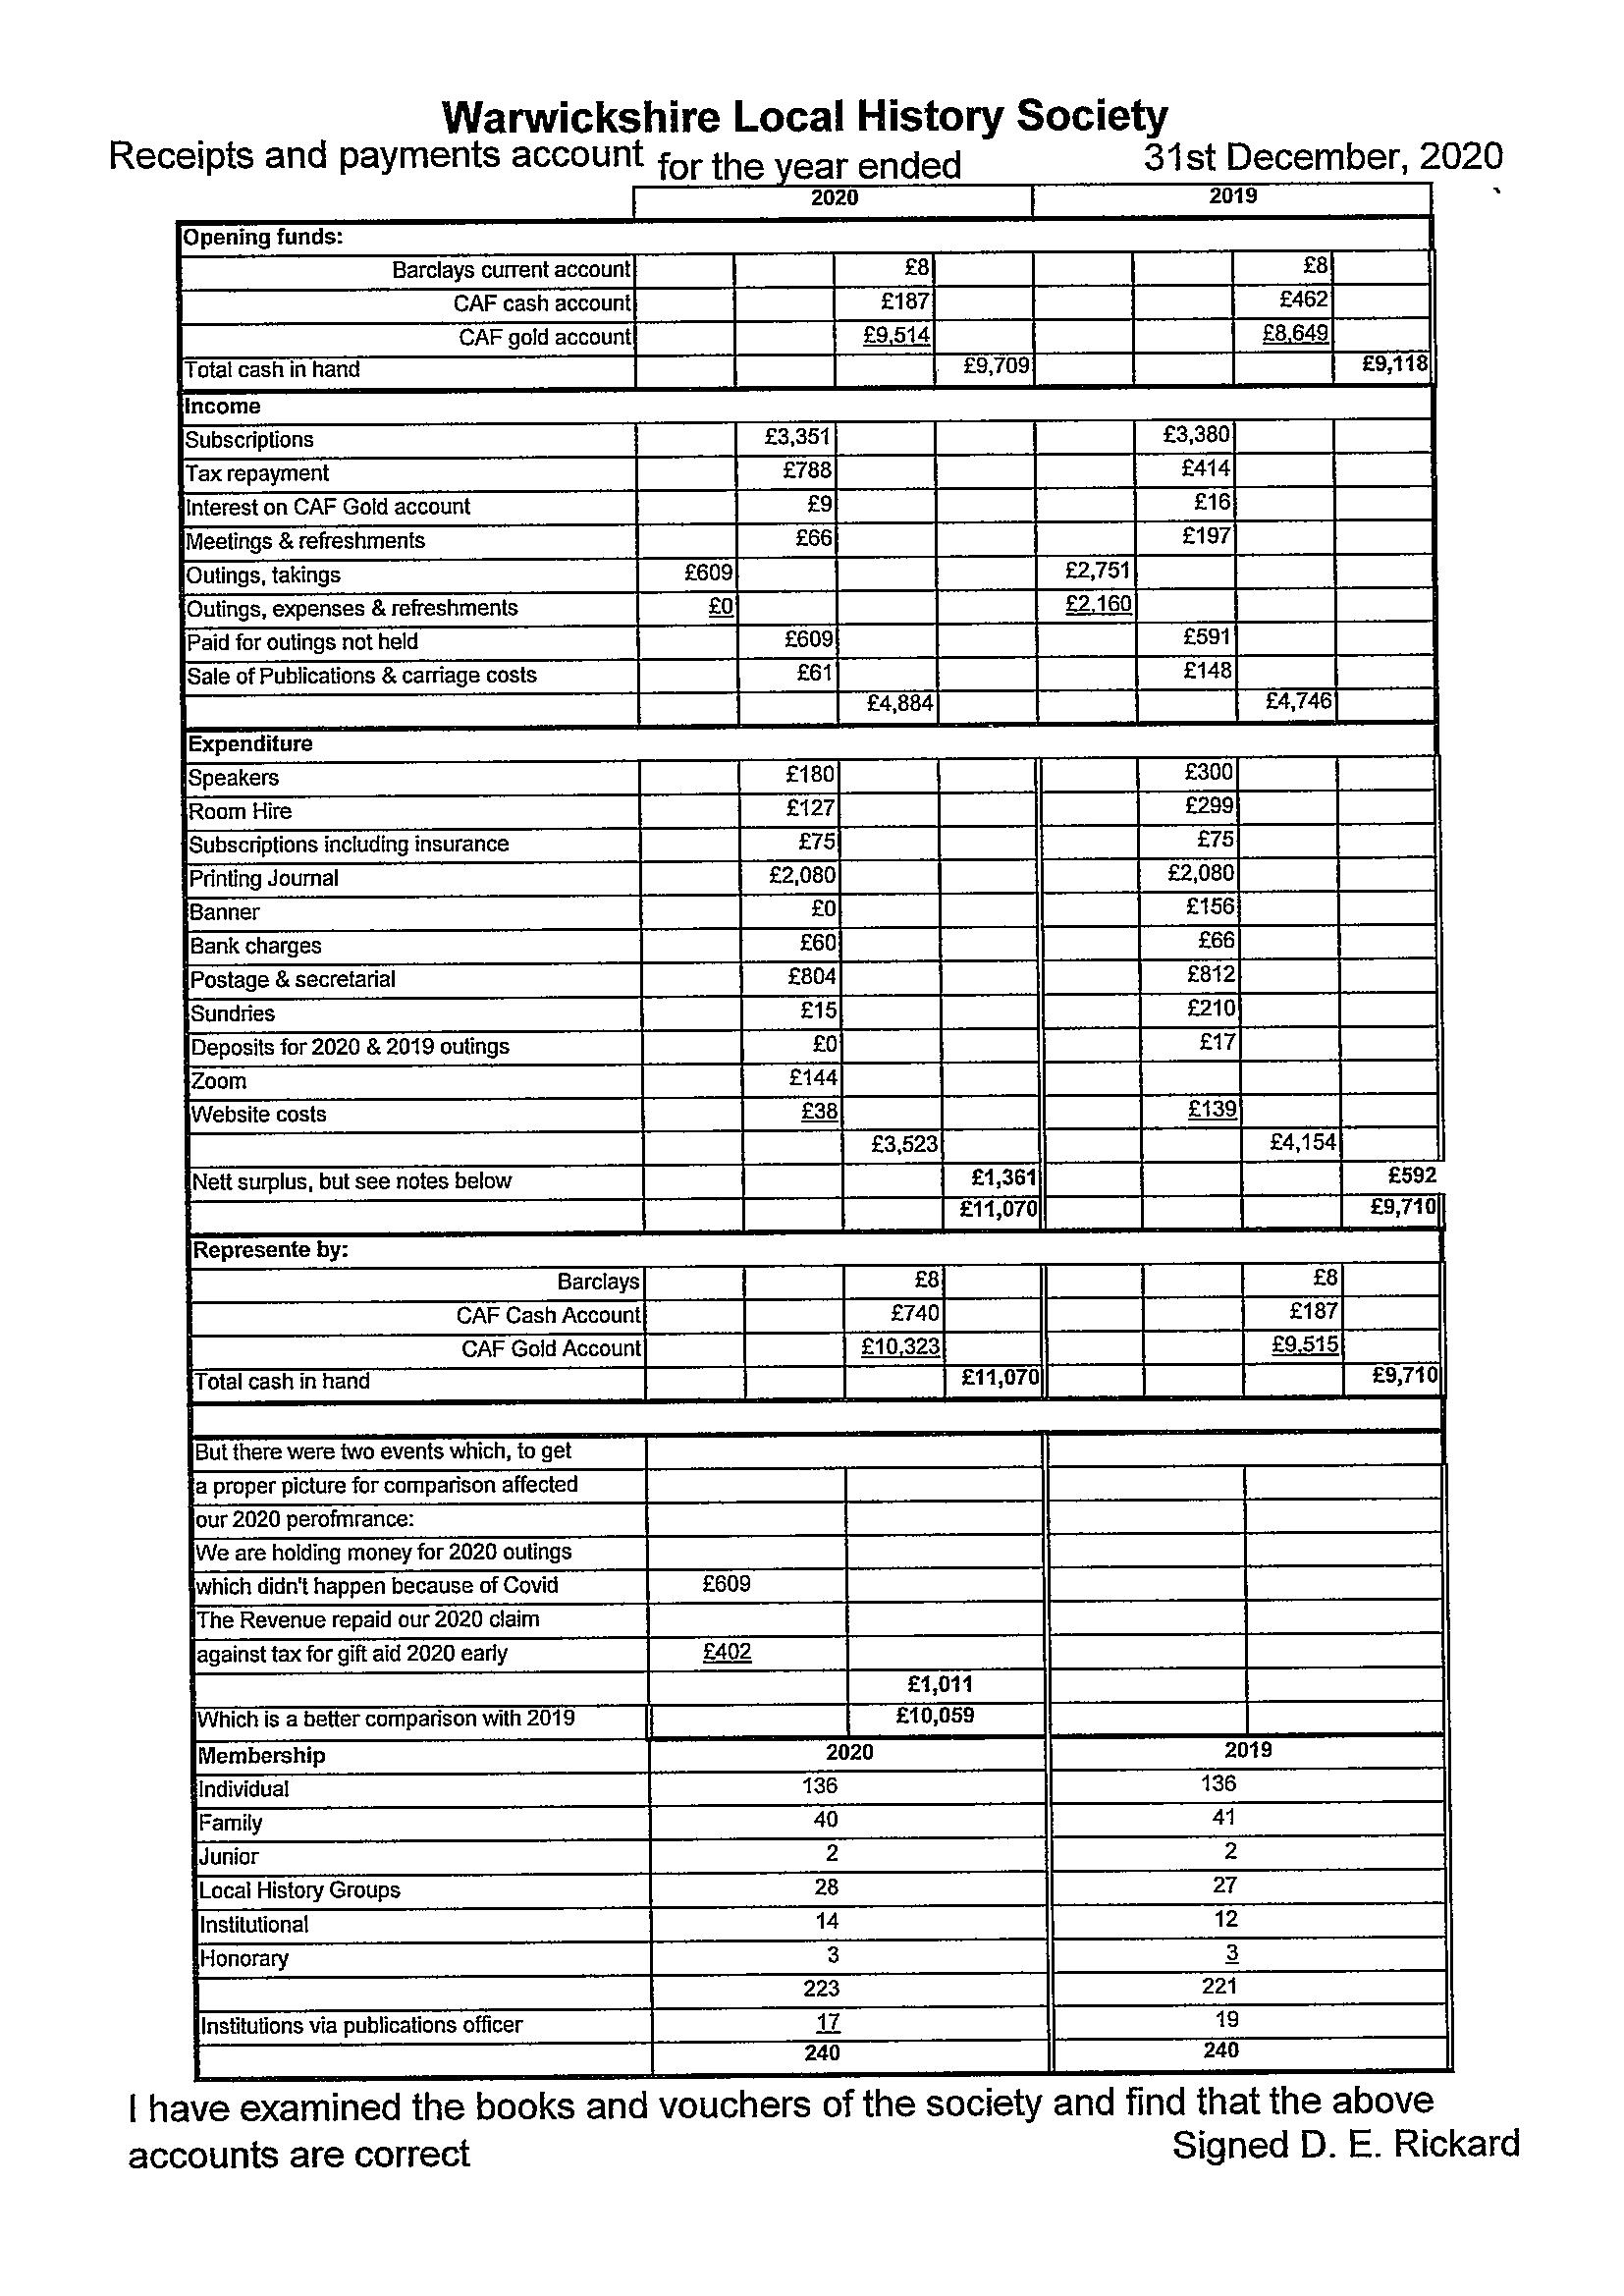 Warwickshire Local History Society
Receipts and payments account for the year ended 31st December, 2020
2020 2019
Opening funds:
Barclays current account £8 £8
CAF cash account £187 £462
CAF gold account £9,514 £8,649
Total cash in hand £9,709 £9,118
Income
Subscriptions £3,351 £3,380
Tax repayment £788 £414
Interest on CAF Gold account £9 £16
Meetings & refreshments £66 £197
Outings, takings £609 £2,751
Outings, expenses & refreshments £0 £2,160
Paid for outings not held £609 £591
Sale of Publications & carriage costs £61 £148
£4,884 £4,746
Expenditure
Speakers £180 £300
Room Hire £127 £299
Subscriptions including insurance £75 £75
Printing Journal £2,080 £2,080
Banner £0 £156
Bank charges £60 £66
Postage & secretarial £804 £812
Sundries £15 £210
Deposits for 2020 & 2019 outings £0 £17
Zoom £144
Website costs £38 £139
£3,523 £4,154
Nett surplus, but see notes below £1,361 £592
£11,070 £9,710
Represente by:
Barclays £8 £8
CAF Cash Account £740 £187
CAF Gold Account £10,323 £9,515
Total cash in hand £11,070 £9,710
But there were two events which, to get
a proper picture for comparison affected
our 2020 perofmrance:
We are holding money for 2020 outings
which didn't happen because of Covid £609
The Revenue repaid our 2020 claim
against tax for gift aid 2020 early £402
£1,011
Which is a better comparison with 2019 £10,059
Membership 2020 2019
Individual 136 136
Family 40 41
Junior 2 2
Local History Groups 28 27
Institutional 14 12
Honorary 3 3
223 221
Institutions via publications officer 17 19
240 240
I have examined the books and vouchers of the society and find that the above
accounts are correct Signed D. E. Rickard